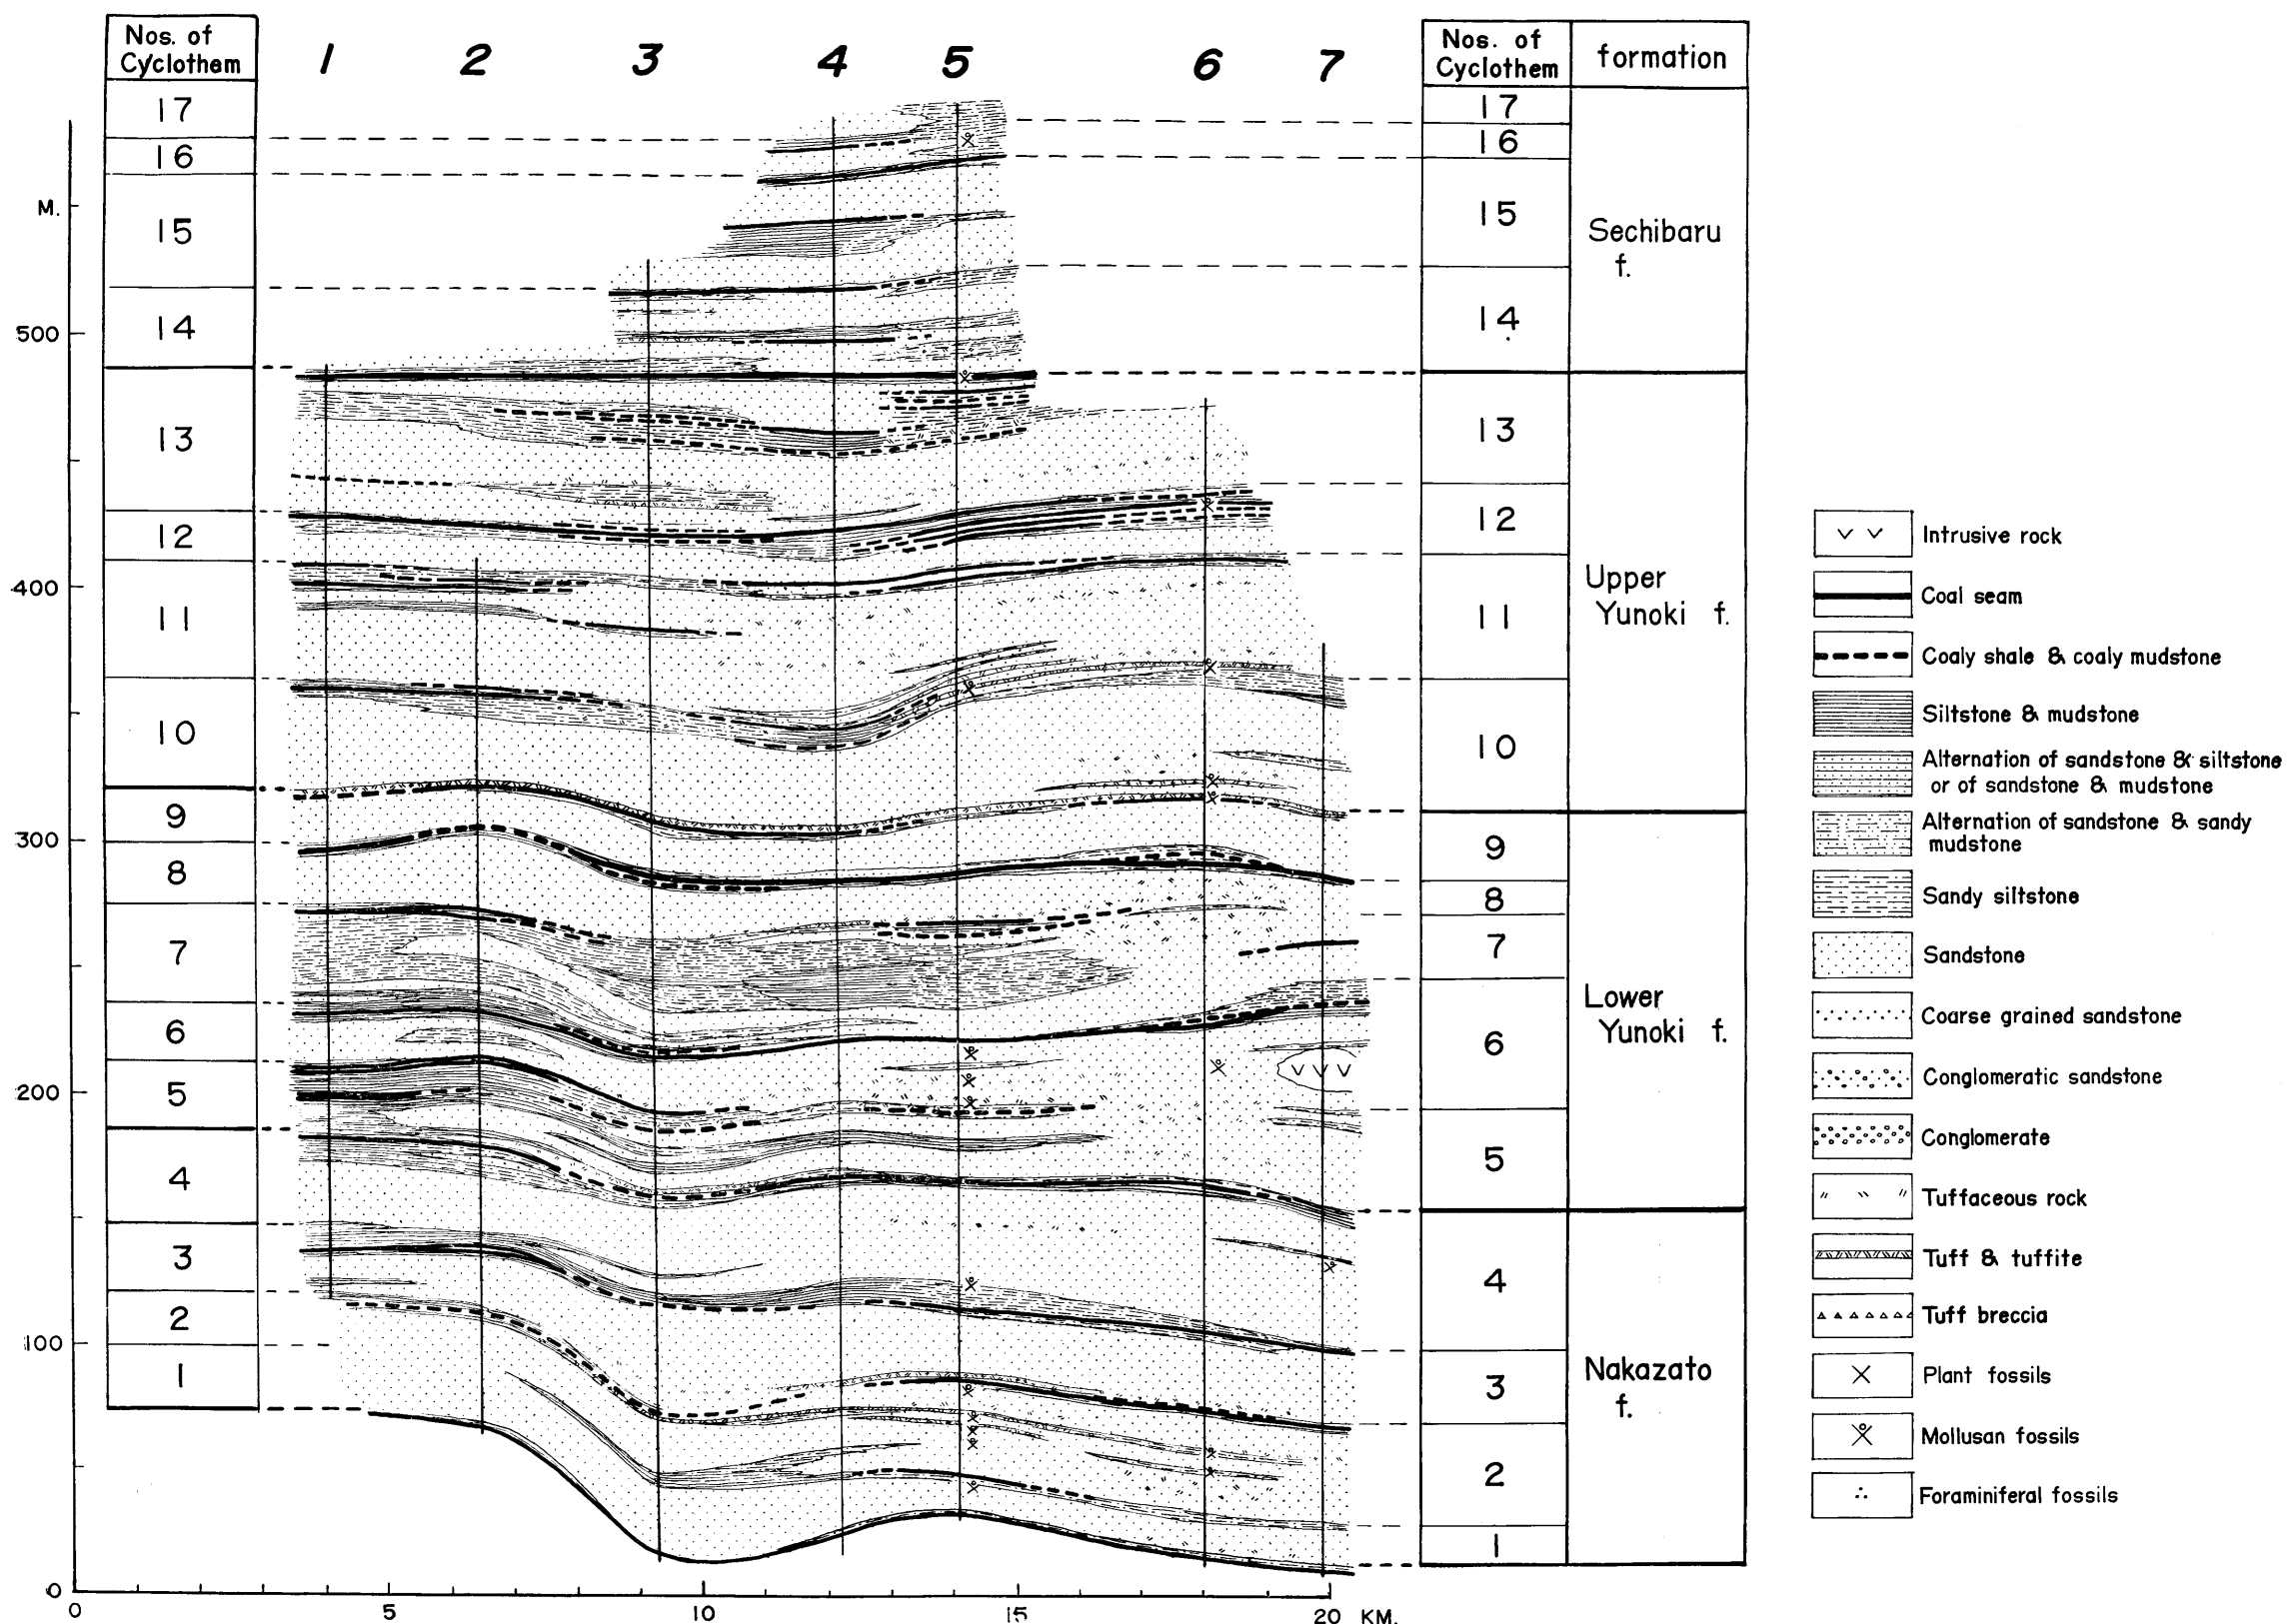 Nos. of
Cyclothem
17
16
15
14
13
12
11
10
9
8
7
6
5
4
3
2
1
1 2 3 4 5 6 7
M.
500
400
300
200
100
0
0 5 10 15 20 KM.
Nos. of
Cyclothem
17
16
15
14
13
12
11
10
9
8
7
6
5
4
3
2
1
formation
Sechibaru
f.
Upper
Yunoki f.
Lower
Yunoki f.
Nakazato
f.
Intrusive rock
Coal seam
Coaly shale & coaly mudstone
Siltstone & mudstone
Alternation of sandstone & siltstone
or of sandstone & mudstone
Alternation of sandstone & sandy
mudstone
Sandy siltstone
Sandstone
Coarse grained sandstone
Conglomeratic sandstone
Conglomerate
Tuffaceous rock
Tuff & tuffite
Tuff breccia
Plant fossils
Mollusan fossils
Foraminiferal fossils